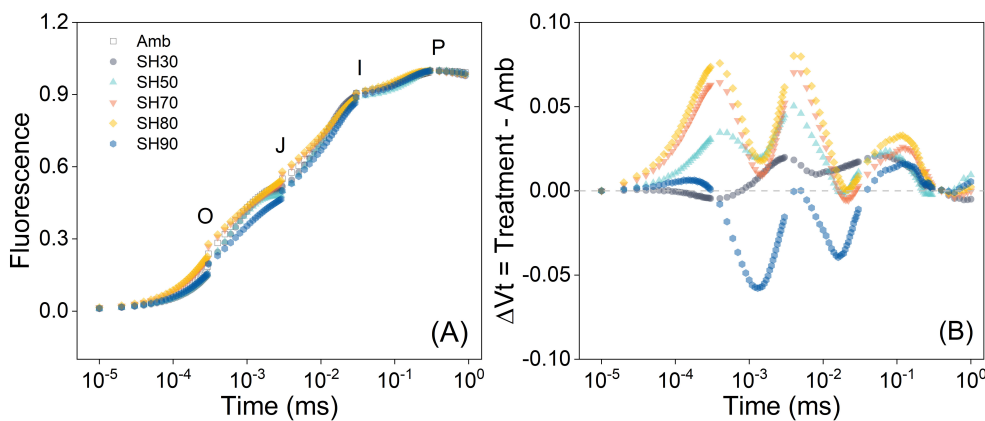 1.2
0.9
0.6
0.3
0.0
Fluorescence
Amb
SH30
SH50
SH70
SH80
SH90
O
J
I
P
(A)
10⁻⁵
10⁻⁴
10⁻³
10⁻²
10⁻¹
10⁰
Time (ms)
0.10
0.05
0.00
-0.05
-0.10
ΔVt = Treatment - Amb
(B)
10⁻⁵
10⁻⁴
10⁻³
10⁻²
10⁻¹
10⁰
Time (ms)